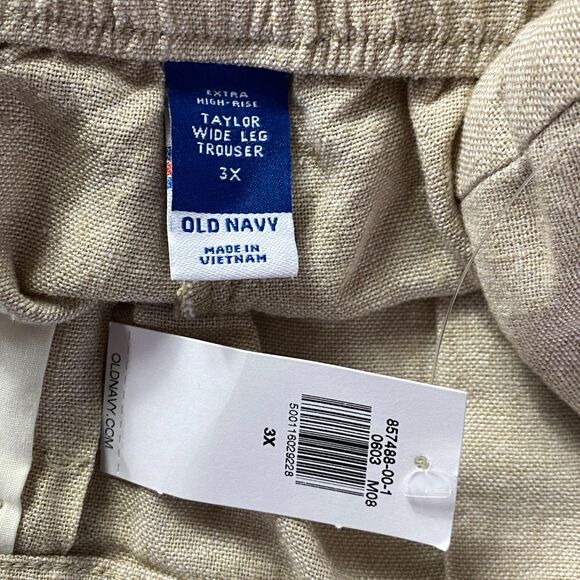 EXTRA
HIGH-RISE
TAYLOR
WIDE LEG
TROUSER
3X
OLD NAVY
MADE IN
VIETNAM
OLDNAVY.COM
857488-00-1
0603 M/08
500116029228
3X